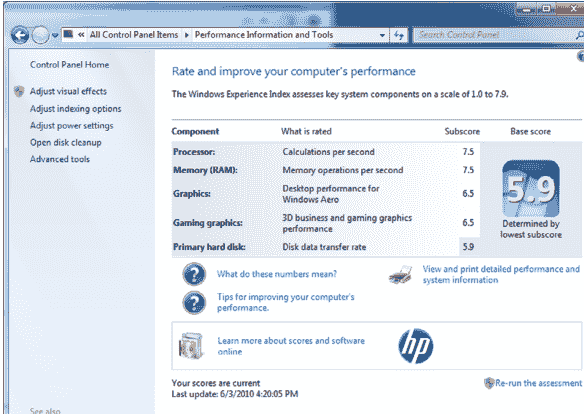 « All Control Panel Items ▸ Performance Information and Tools
Search Control Panel
Control Panel Home
Adjust visual effects
Adjust indexing options
Adjust power settings
Open disk cleanup
Advanced tools
See also
Rate and improve your computer's performance
The Windows Experience Index assesses key system components on a scale of 1.0 to 7.9.
Component What is rated Subscore Base score
Processor: Calculations per second 7.5
Memory (RAM): Memory operations per second 7.5
Graphics: Desktop performance for
Windows Aero 6.5
Gaming graphics: 3D business and gaming graphics
performance 6.5
Primary hard disk: Disk data transfer rate 5.9
5.9
Determined by
lowest subscore
What do these numbers mean?
View and print detailed performance and
system information
Tips for improving your computer's
performance.
Learn more about scores and software
online
hp
Your scores are current
Last update: 6/3/2010 4:20:05 PM
Re-run the assessment